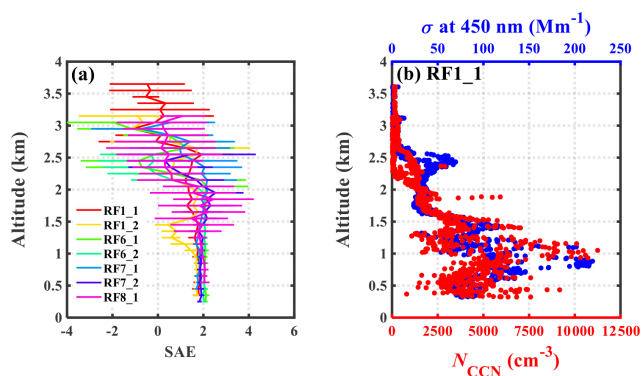 σ at 450 nm (Mm⁻¹)
0 50 100 150 200 250
(a)
(b) RF1_1
4
3.5
3
2.5
2
1.5
1
0.5
0
Altitude (km)
RF1_1
RF1_2
RF6_1
RF6_2
RF7_1
RF7_2
RF8_1
-4 -2 0 2 4 6
SAE
4
3.5
3
2.5
2
1.5
1
0.5
0
Altitude (km)
0 2500 5000 7500 10000 12500
N_CCN (cm⁻³)